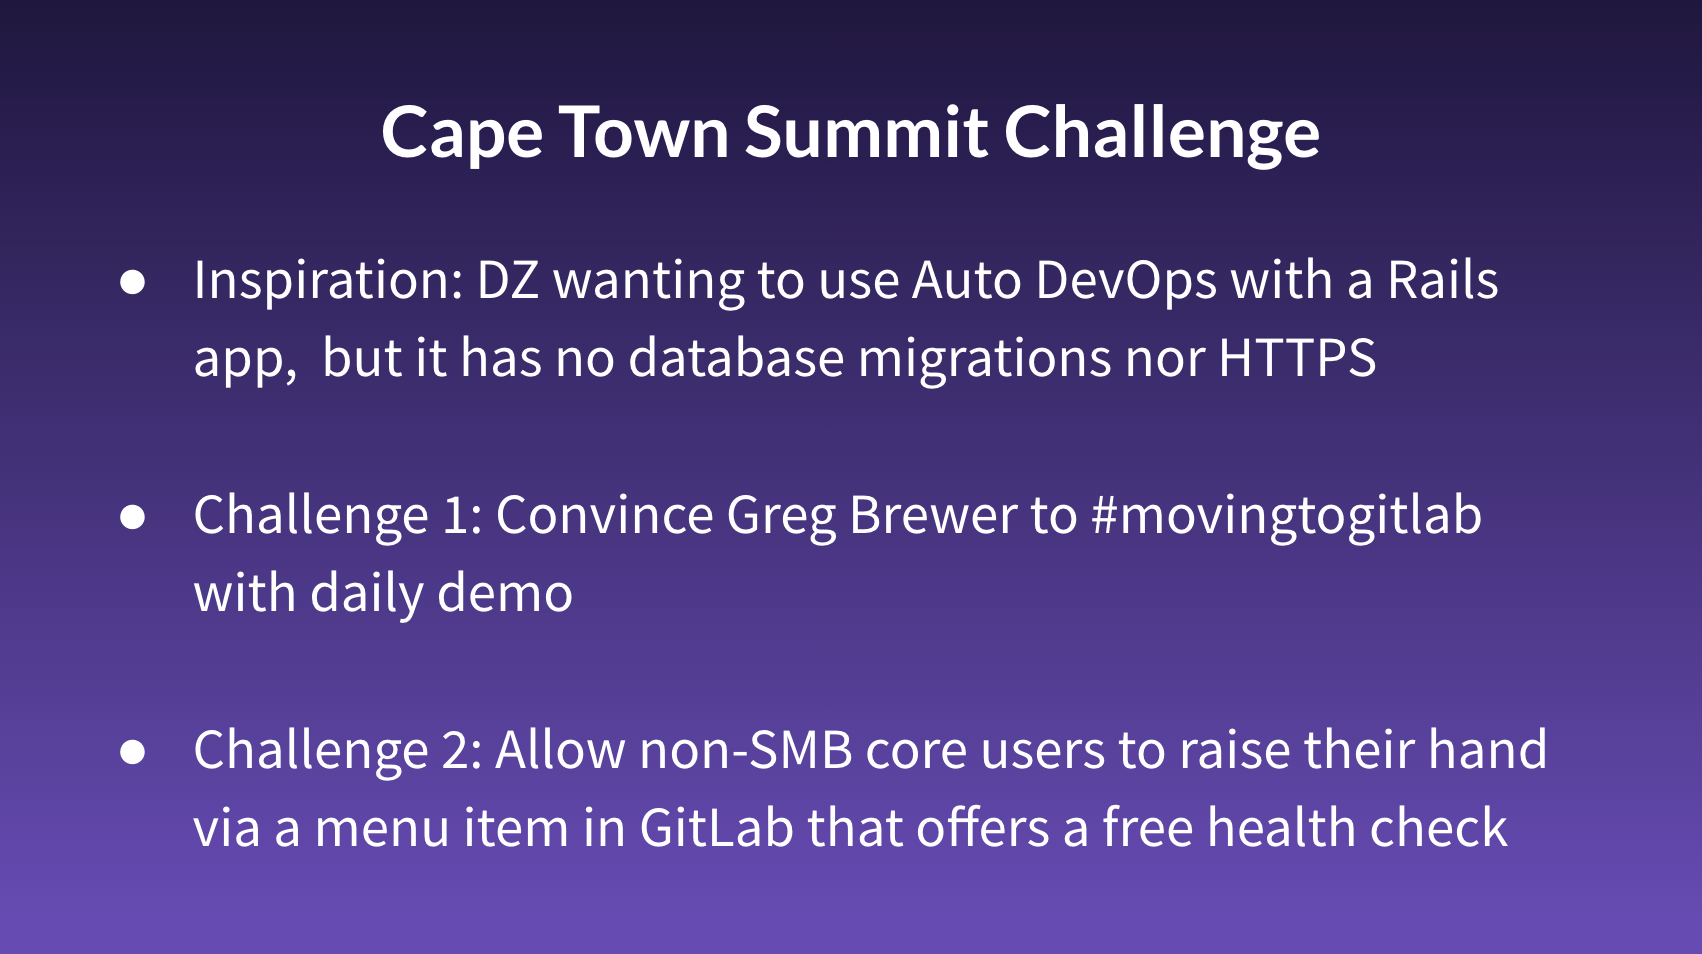 Cape Town Summit Challenge
● Inspiration: DZ wanting to use Auto DevOps with a Rails
app,  but it has no database migrations nor HTTPS
● Challenge 1: Convince Greg Brewer to #movingtogitlab
with daily demo
● Challenge 2: Allow non-SMB core users to raise their hand
via a menu item in GitLab that offers a free health check